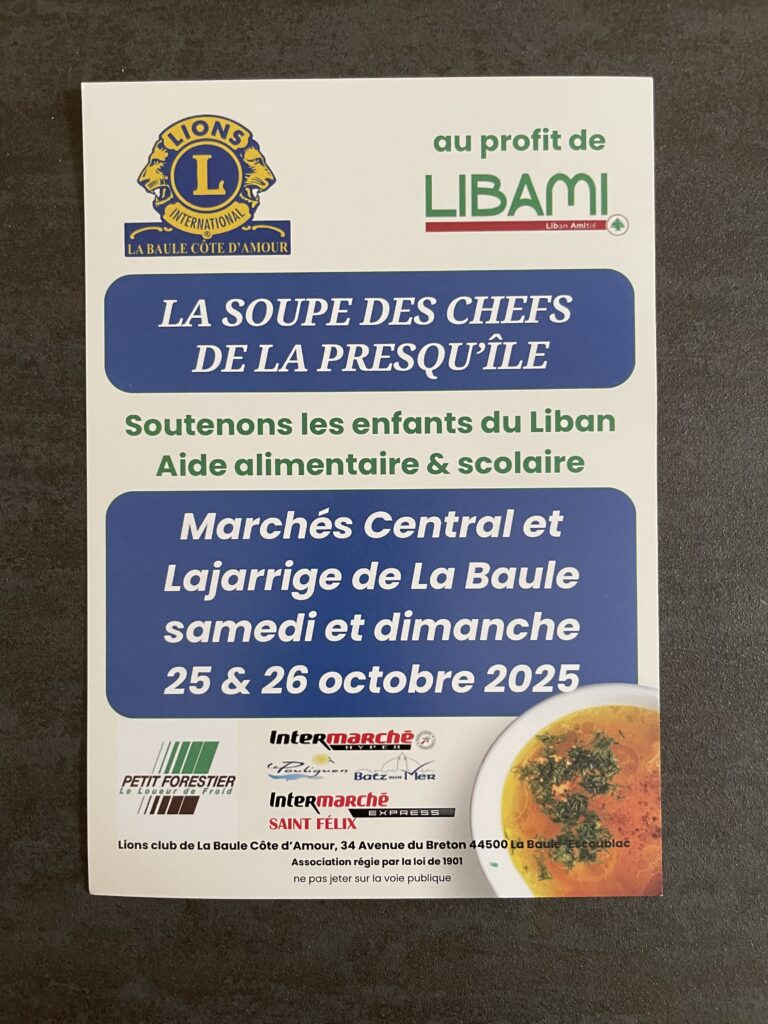 LIONS
L
INTERNATIONAL
®
LA BAULE CÔTE D'AMOUR
au profit de
LIBAMI
Liban Amitié
LA SOUPE DES CHEFS
DE LA PRESQU'ÎLE
Soutenons les enfants du Liban
Aide alimentaire & scolaire
Marchés Central et
Lajarrige de La Baule
samedi et dimanche
25 & 26 octobre 2025
PETIT FORESTIER
Le Loueur de Froid
Intermarché
HYPER
Le Pouliguen
Batz sur Mer
Intermarché
EXPRESS
SAINT FÉLIX
Lions club de La Baule Côte d'Amour, 34 Avenue du Breton 44500 La Baule-Escoublac
Association régie par la loi de 1901
ne pas jeter sur la voie publique